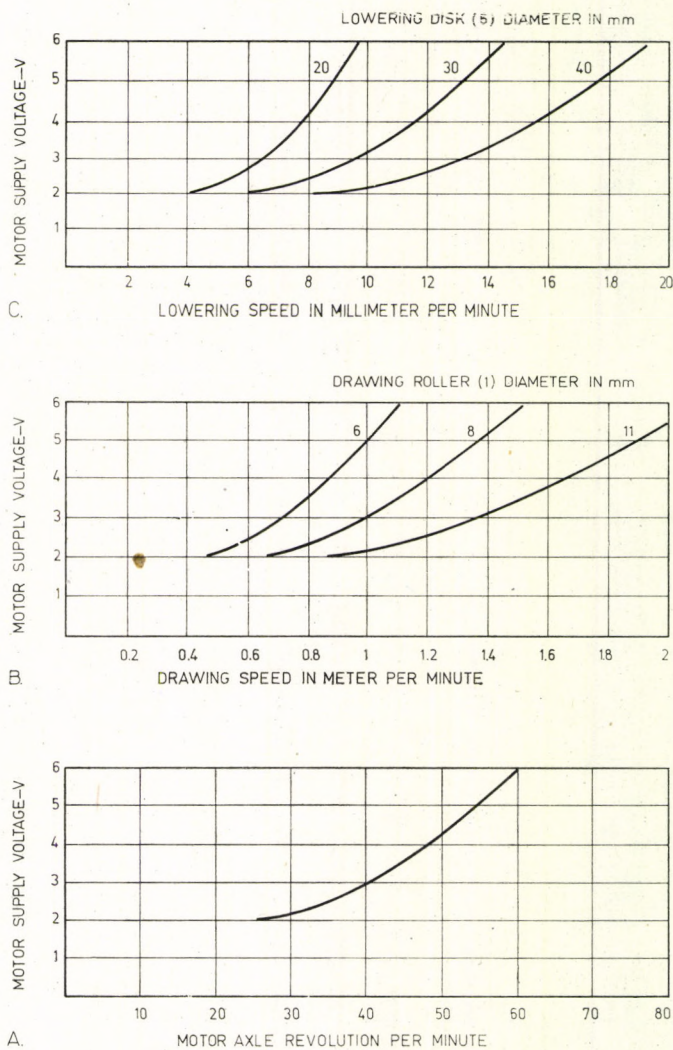 LOWERING DISK (5) DIAMETER IN mm
MOTOR SUPPLY VOLTAGE–V
6
5
4
3
2
1
20
30
40
2 4 6 8 10 12 14 16 18 20
C.
LOWERING SPEED IN MILLIMETER PER MINUTE
DRAWING ROLLER (1) DIAMETER IN mm
MOTOR SUPPLY VOLTAGE–V
6
5
4
3
2
1
6
8
11
0.2 0.4 0.6 0.8 1 1.2 1.4 1.6 1.8 2
B.
DRAWING SPEED IN METER PER MINUTE
MOTOR SUPPLY VOLTAGE–V
6
5
4
3
2
1
10 20 30 40 50 60 70 80
A.
MOTOR AXLE REVOLUTION PER MINUTE